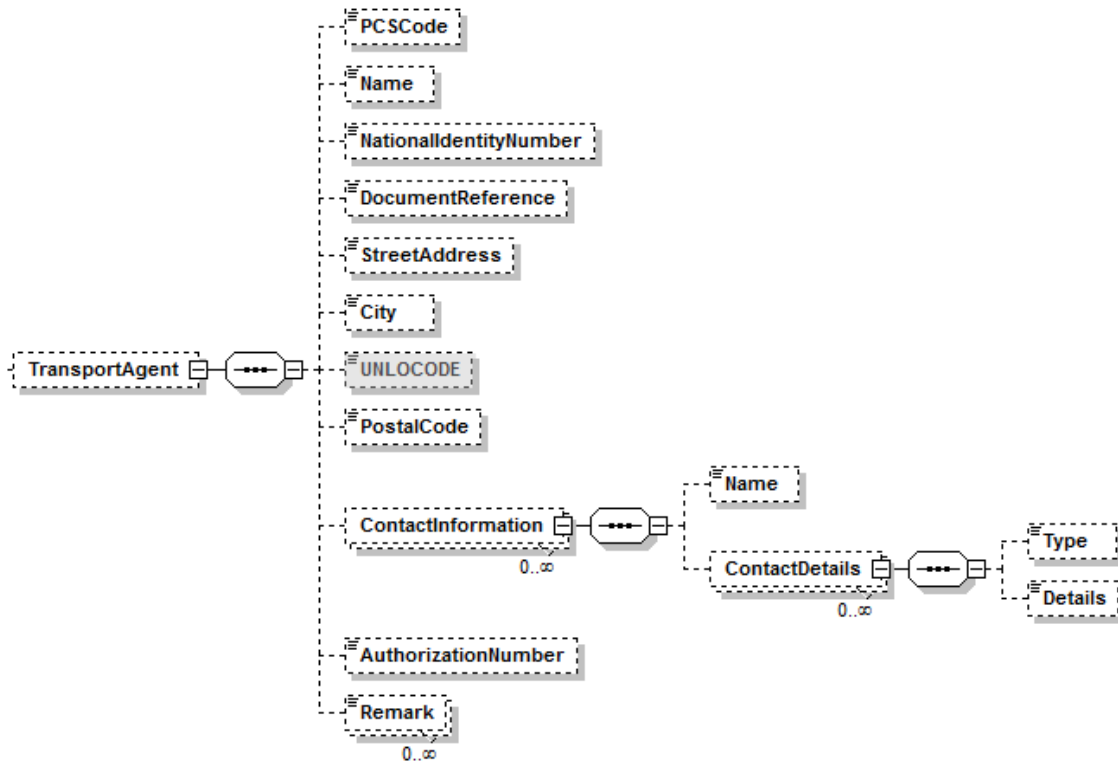 PCSCode
Name
NationalIdentityNumber
DocumentReference
StreetAddress
City
TransportAgent
UNLOCODE
PostalCode
Name
ContactInformation
0..∞
ContactDetails
0..∞
Type
Details
AuthorizationNumber
Remark
0..∞